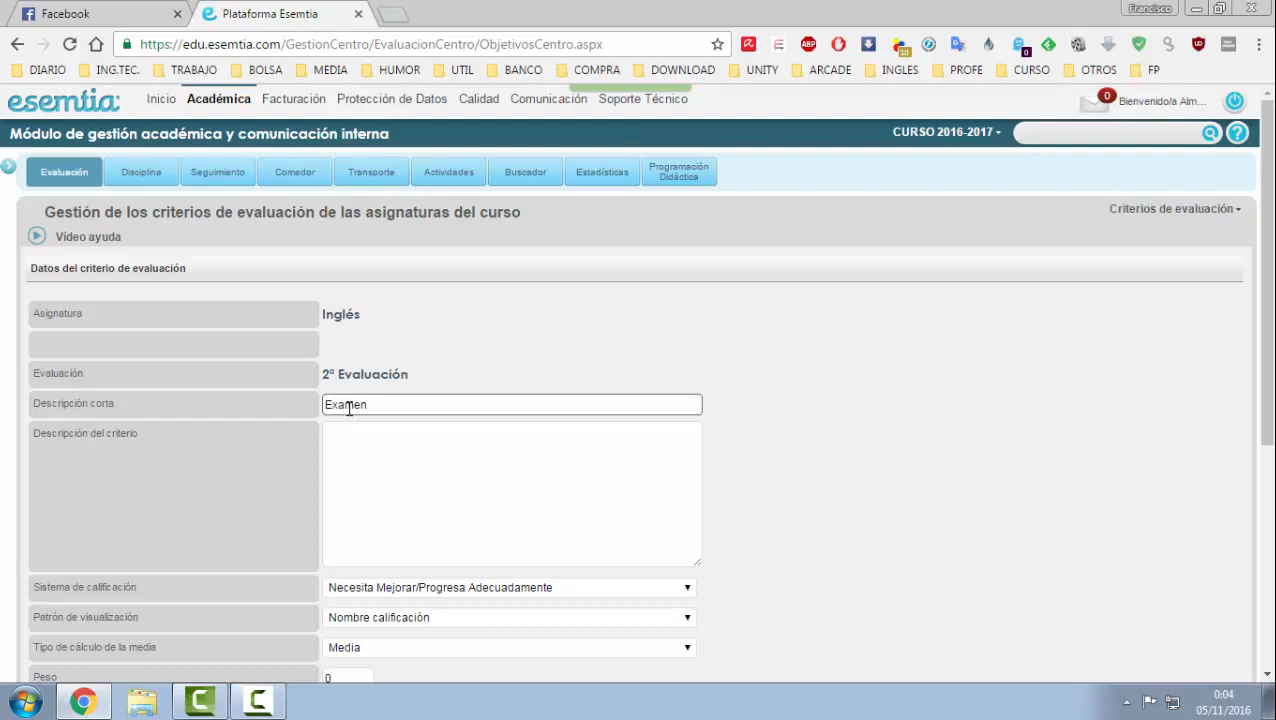 Facebook
Plataforma Esemtia
Francisco
https://edu.esemtia.com/GestionCentro/EvaluacionCentro/ObjetivosCentro.aspx
ABP
10
0
DIARIO
ING.TEC.
TRABAJO
BOLSA
MEDIA
HUMOR
UTIL
BANCO
COMPRA
DOWNLOAD
UNITY
ARCADE
INGLES
PROFE
CURSO
OTROS
FP
esemtia:
Inicio
Académica
Facturación
Protección de Datos
Calidad
Comunicación
Soporte Técnico
0
Bienvenido/a Alm...
Módulo de gestión académica y comunicación interna
CURSO 2016-2017
Evaluación
Disciplina
Seguimiento
Comedor
Transporte
Actividades
Buscador
Estadísticas
Programación
Didáctica
Gestión de los criterios de evaluación de las asignaturas del curso
Criterios de evaluación
Vídeo ayuda
Datos del criterio de evaluación
Asignatura
Inglés
Evaluación
2ª Evaluación
Descripción corta
Examen
Descripción del criterio
Sistema de calificación
Necesita Mejorar/Progresa Adecuadamente
Patrón de visualización
Nombre calificación
Tipo de cálculo de la media
Media
Peso
0
0:04
05/11/2016